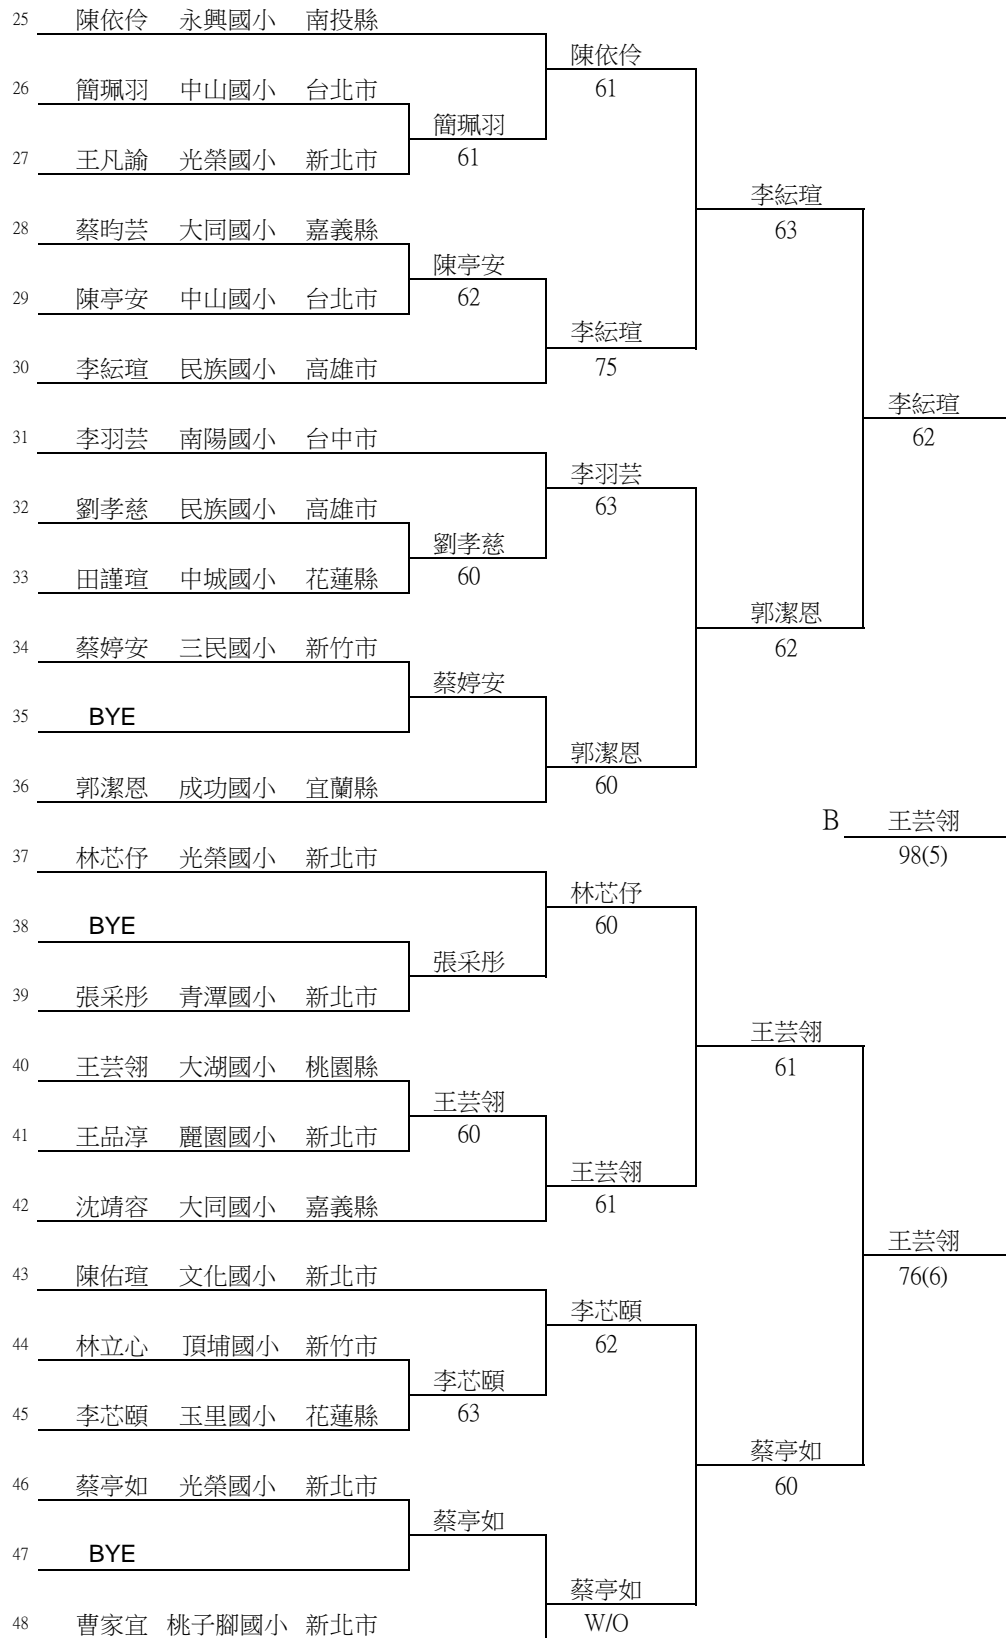 25 陳依伶 永興國小 南投縣
陳依伶
26 簡珮羽 中山國小 台北市 61
簡珮羽
27 王凡諭 光榮國小 新北市 61
李紜瑄
28 蔡昀芸 大同國小 嘉義縣 63
陳亭安
29 陳亭安 中山國小 台北市 62
李紜瑄
30 李紜瑄 民族國小 高雄市 75
李紜瑄
31 李羽芸 南陽國小 台中市 62
李羽芸
32 劉孝慈 民族國小 高雄市 63
劉孝慈
33 田謹瑄 中城國小 花蓮縣 60
郭潔恩
34 蔡婷安 三民國小 新竹市 62
蔡婷安
35 BYE
郭潔恩
36 郭潔恩 成功國小 宜蘭縣 60
B 王芸翎
37 林芯伃 光榮國小 新北市 98(5)
林芯伃
38 BYE 60
張采彤
39 張采彤 青潭國小 新北市
王芸翎
40 王芸翎 大湖國小 桃園縣 61
王芸翎
41 王品淳 麗園國小 新北市 60
王芸翎
42 沈靖容 大同國小 嘉義縣 61
王芸翎
43 陳佑瑄 文化國小 新北市 76(6)
李芯頤
44 林立心 頂埔國小 新竹市 62
李芯頤
45 李芯頤 玉里國小 花蓮縣 63
蔡亭如
46 蔡亭如 光榮國小 新北市 60
蔡亭如
47 BYE
蔡亭如
48 曹家宜 桃子腳國小 新北市 W/O